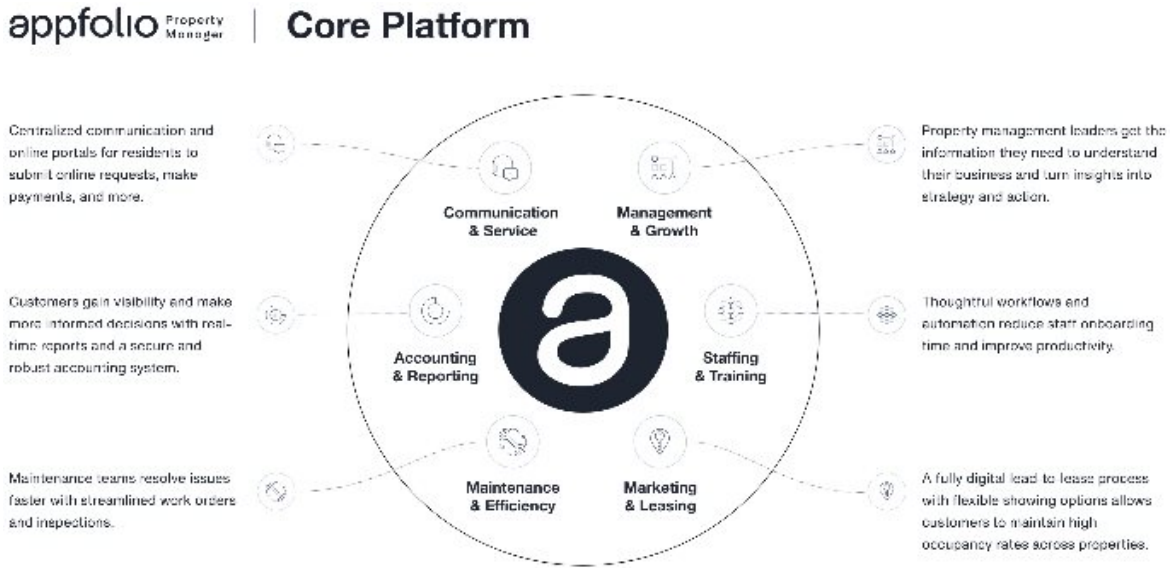 appfolio Property Manager | Core Platform
Centralized communication and
online portals for residents to
submit online requests, make
payments, and more.
Communication
& Service
Management
& Growth
Property management leaders get the
information they need to understand
their business and turn insights into
strategy and action.
Customers gain visibility and make
more informed decisions with real-
time reports and a secure and
robust accounting system.
Accounting
& Reporting
a
Staffing
& Training
Thoughtful workflows and
automation reduce staff onboarding
time and improve productivity.
Maintenance teams resolve issues
faster with streamlined work orders
and inspections.
Maintenance
& Efficiency
Marketing
& Leasing
A fully digital lead to lease process
with flexible showing options allows
customers to maintain high
occupancy rates across properties.